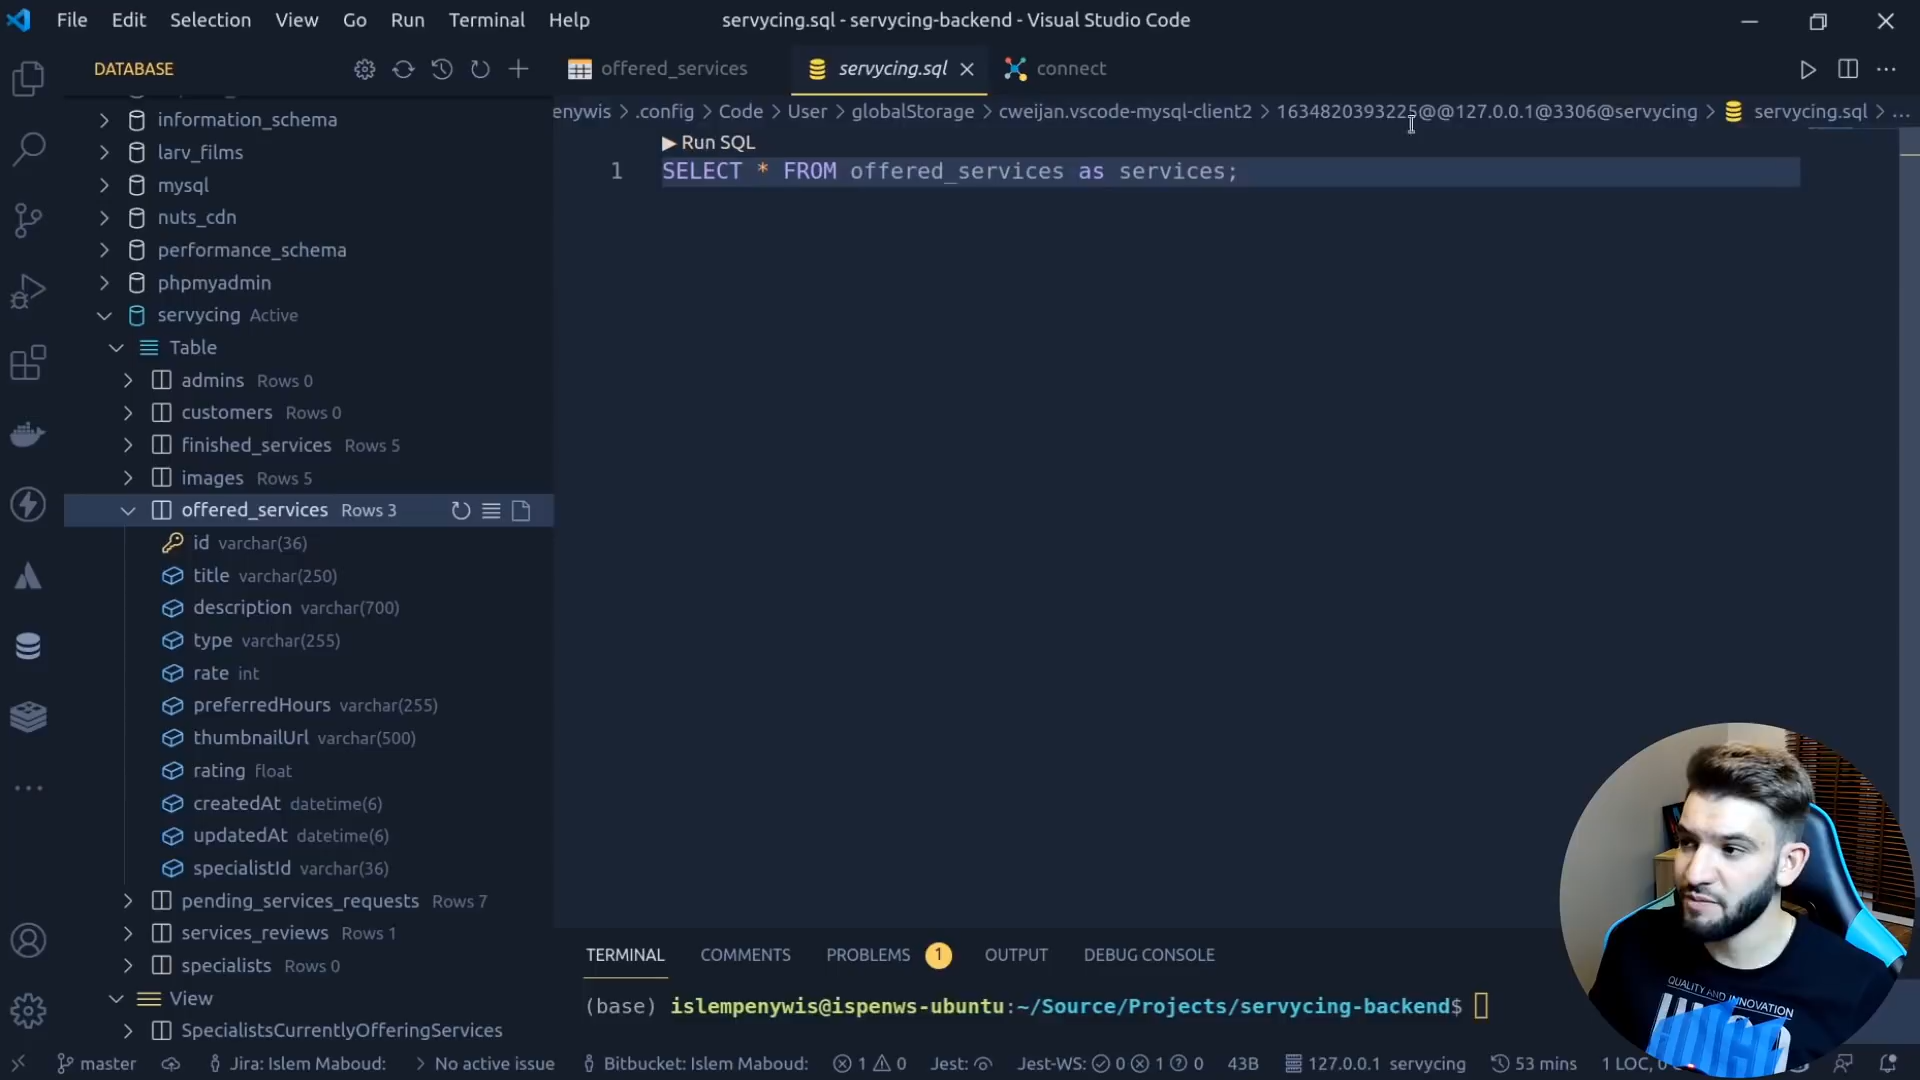 File Edit Selection View Go Run Terminal Help
servycing.sql - servycing-backend - Visual Studio Code
DATABASE
offered_services
servycing.sql
connect
enywis > .config > Code > User > globalStorage > cweijan.vscode-mysql-client2 > 1634820393225@@127.0.0.1@3306@servycing > servycing.sql > ...
▶ Run SQL
1 SELECT * FROM offered_services as services;
information_schema
larv_films
mysql
nuts_cdn
performance_schema
phpmyadmin
servycing Active
Table
admins Rows 0
customers Rows 0
finished_services Rows 5
images Rows 5
offered_services Rows 3
id varchar(36)
title varchar(250)
description varchar(700)
type varchar(255)
rate int
preferredHours varchar(255)
thumbnailUrl varchar(500)
rating float
createdAt datetime(6)
updatedAt datetime(6)
specialistId varchar(36)
pending_services_requests Rows 7
services_reviews Rows 1
specialists Rows 0
View
SpecialistsCurrentlyOfferingServices
TERMINAL COMMENTS PROBLEMS 1 OUTPUT DEBUG CONSOLE
(base) islempenywis@ispenws-ubuntu:~/Source/Projects/servycing-backend$
QUALITY AND INNOVATION
master Jira: Islem Maboud: No active issue Bitbucket: Islem Maboud: 1 0 Jest: Jest-WS: 0 1 0 43B 127.0.0.1 servycing 53 mins 1 LOC,